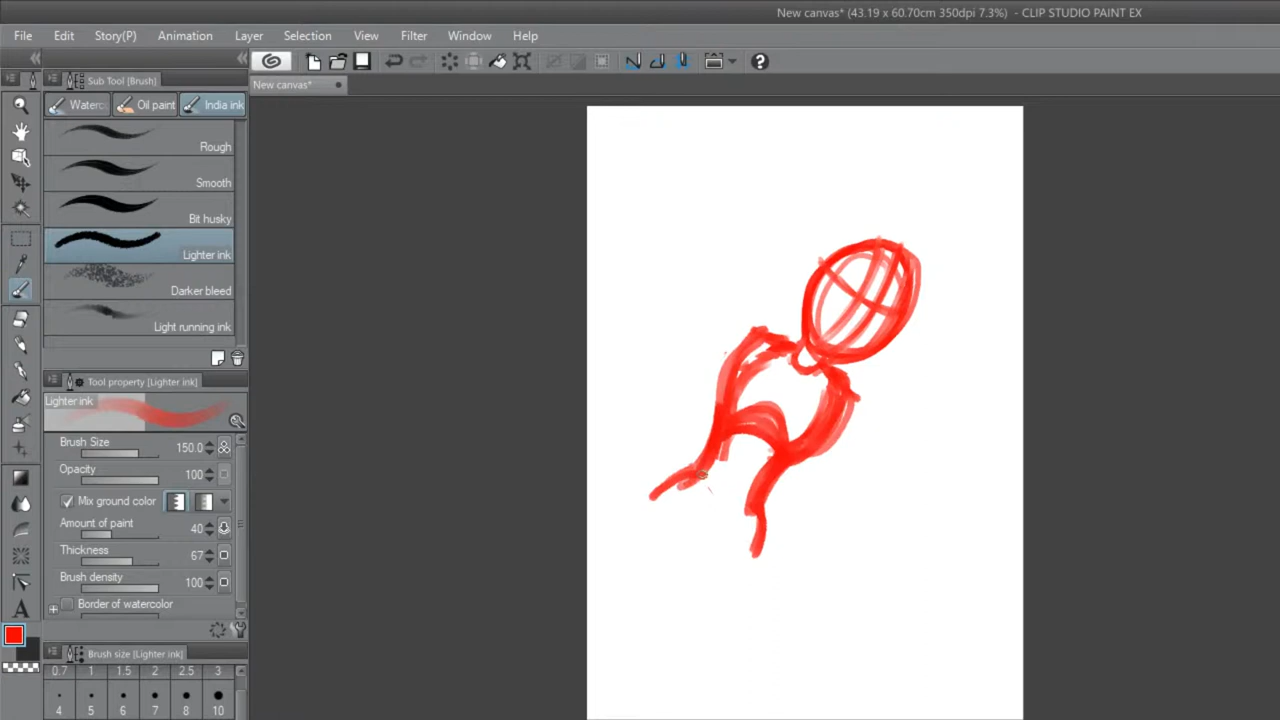 New canvas* (43.19 x 60.70cm 350dpi 7.3%) - CLIP STUDIO PAINT EX
File Edit Story(P) Animation Layer Selection View Filter Window Help
Sub Tool [Brush]
New canvas*
Waterc Oil paint India ink
Rough
Smooth
Bit husky
Lighter ink
Darker bleed
Light running ink
Tool property [Lighter ink]
Lighter ink
Brush Size 150.0
Opacity 100
Mix ground color
Amount of paint 40
Thickness 67
Brush density 100
Border of watercolor
Brush size [Lighter ink]
0.7 1 1.5 2 2.5 3
4 5 6 7 8 10